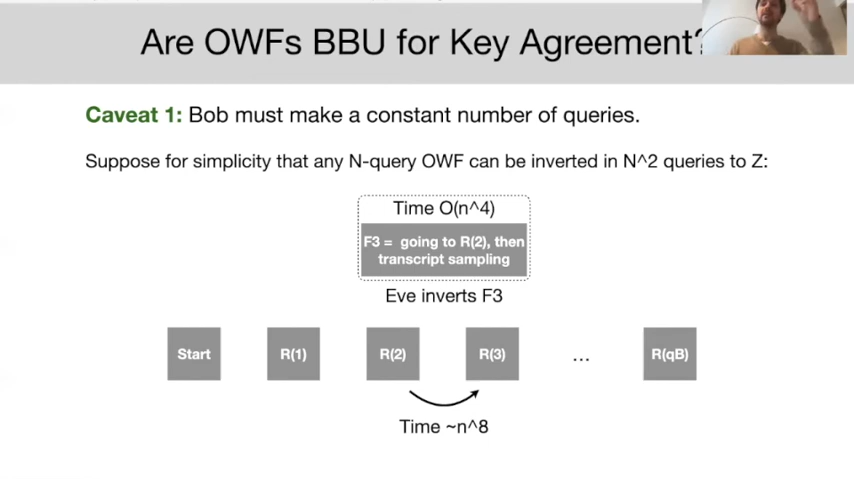 Are OWFs BBU for Key Agreement?
Caveat 1: Bob must make a constant number of queries.
Suppose for simplicity that any N-query OWF can be inverted in N^2 queries to Z:
Time O(n^4)
F3 = going to R(2), then
transcript sampling
Eve inverts F3
Start R(1) R(2) R(3) ... R(qB)
Time ~n^8